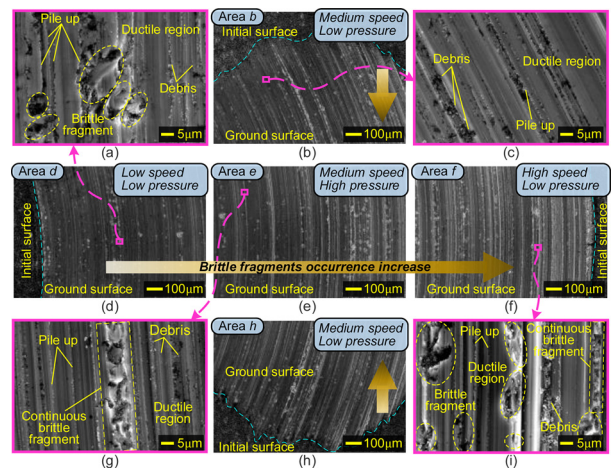 Pile up
Ductile region
Debris
Brittle
fragment
5μm
(a)
Area b
Medium speed
Low pressure
Initial surface
Ground surface
100μm
(b)
Debris
Ductile region
Pile up
5μm
(c)
Area d
Low speed
Low pressure
Initial surface
Ground surface
100μm
(d)
Area e
Medium speed
High pressure
Brittle fragments occurrence increase
Ground surface
100μm
(e)
Area f
High speed
Low pressure
Initial surface
Ground surface
100μm
(f)
Pile up
Debris
Continuous
brittle
fragment
Ductile
region
5μm
(g)
Area h
Medium speed
Low pressure
Ground surface
Initial surface
100μm
(h)
Pile up
Continuous
brittle
fragment
Ductile
region
Brittle
fragment
Debris
5μm
(i)